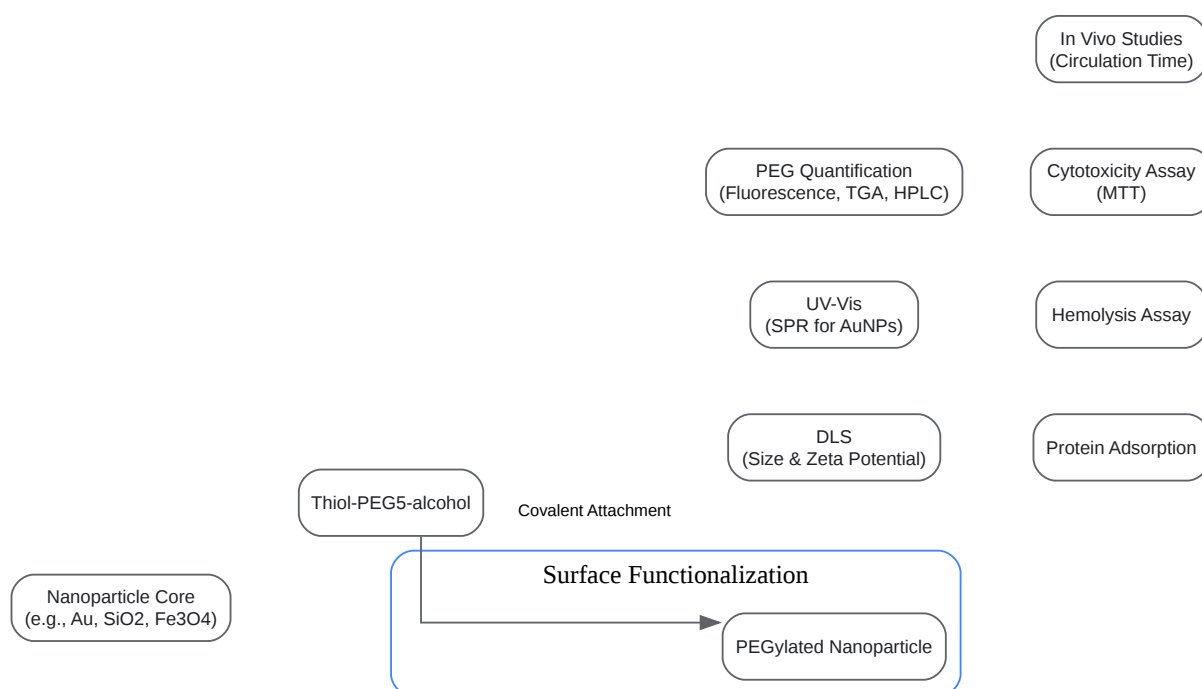 In Vivo Studies
(Circulation Time)
PEG Quantification
(Fluorescence, TGA, HPLC)
Cytotoxicity Assay
(MTT)
UV-Vis
(SPR for AuNPs)
Hemolysis Assay
DLS
(Size & Zeta Potential)
Protein Adsorption
Thiol-PEG5-alcohol
Covalent Attachment
Surface Functionalization
Nanoparticle Core
(e.g., Au, SiO2, Fe3O4)
PEGylated Nanoparticle